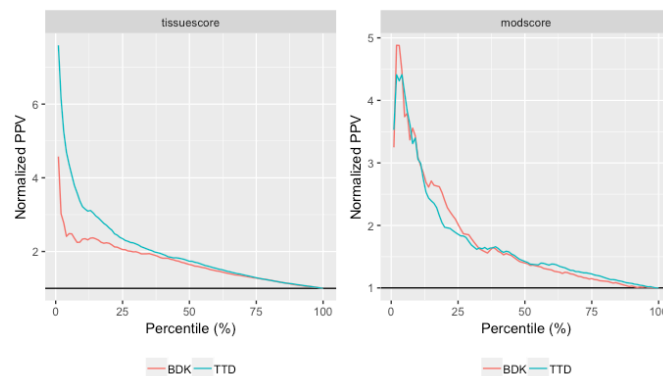 tissuescore
Normalized PPV
6
4
2
0
25
50
75
100
Percentile (%)
BDK
TTD
modscore
Normalized PPV
5
4
3
2
1
0
25
50
75
100
Percentile (%)
BDK
TTD